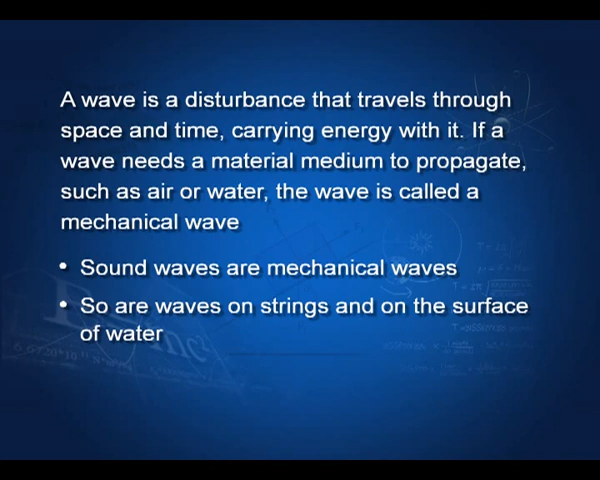 A wave is a disturbance that travels through
space and time, carrying energy with it. If a
wave needs a material medium to propagate,
such as air or water, the wave is called a
mechanical wave
• Sound waves are mechanical waves
• So are waves on strings and on the surface
of water